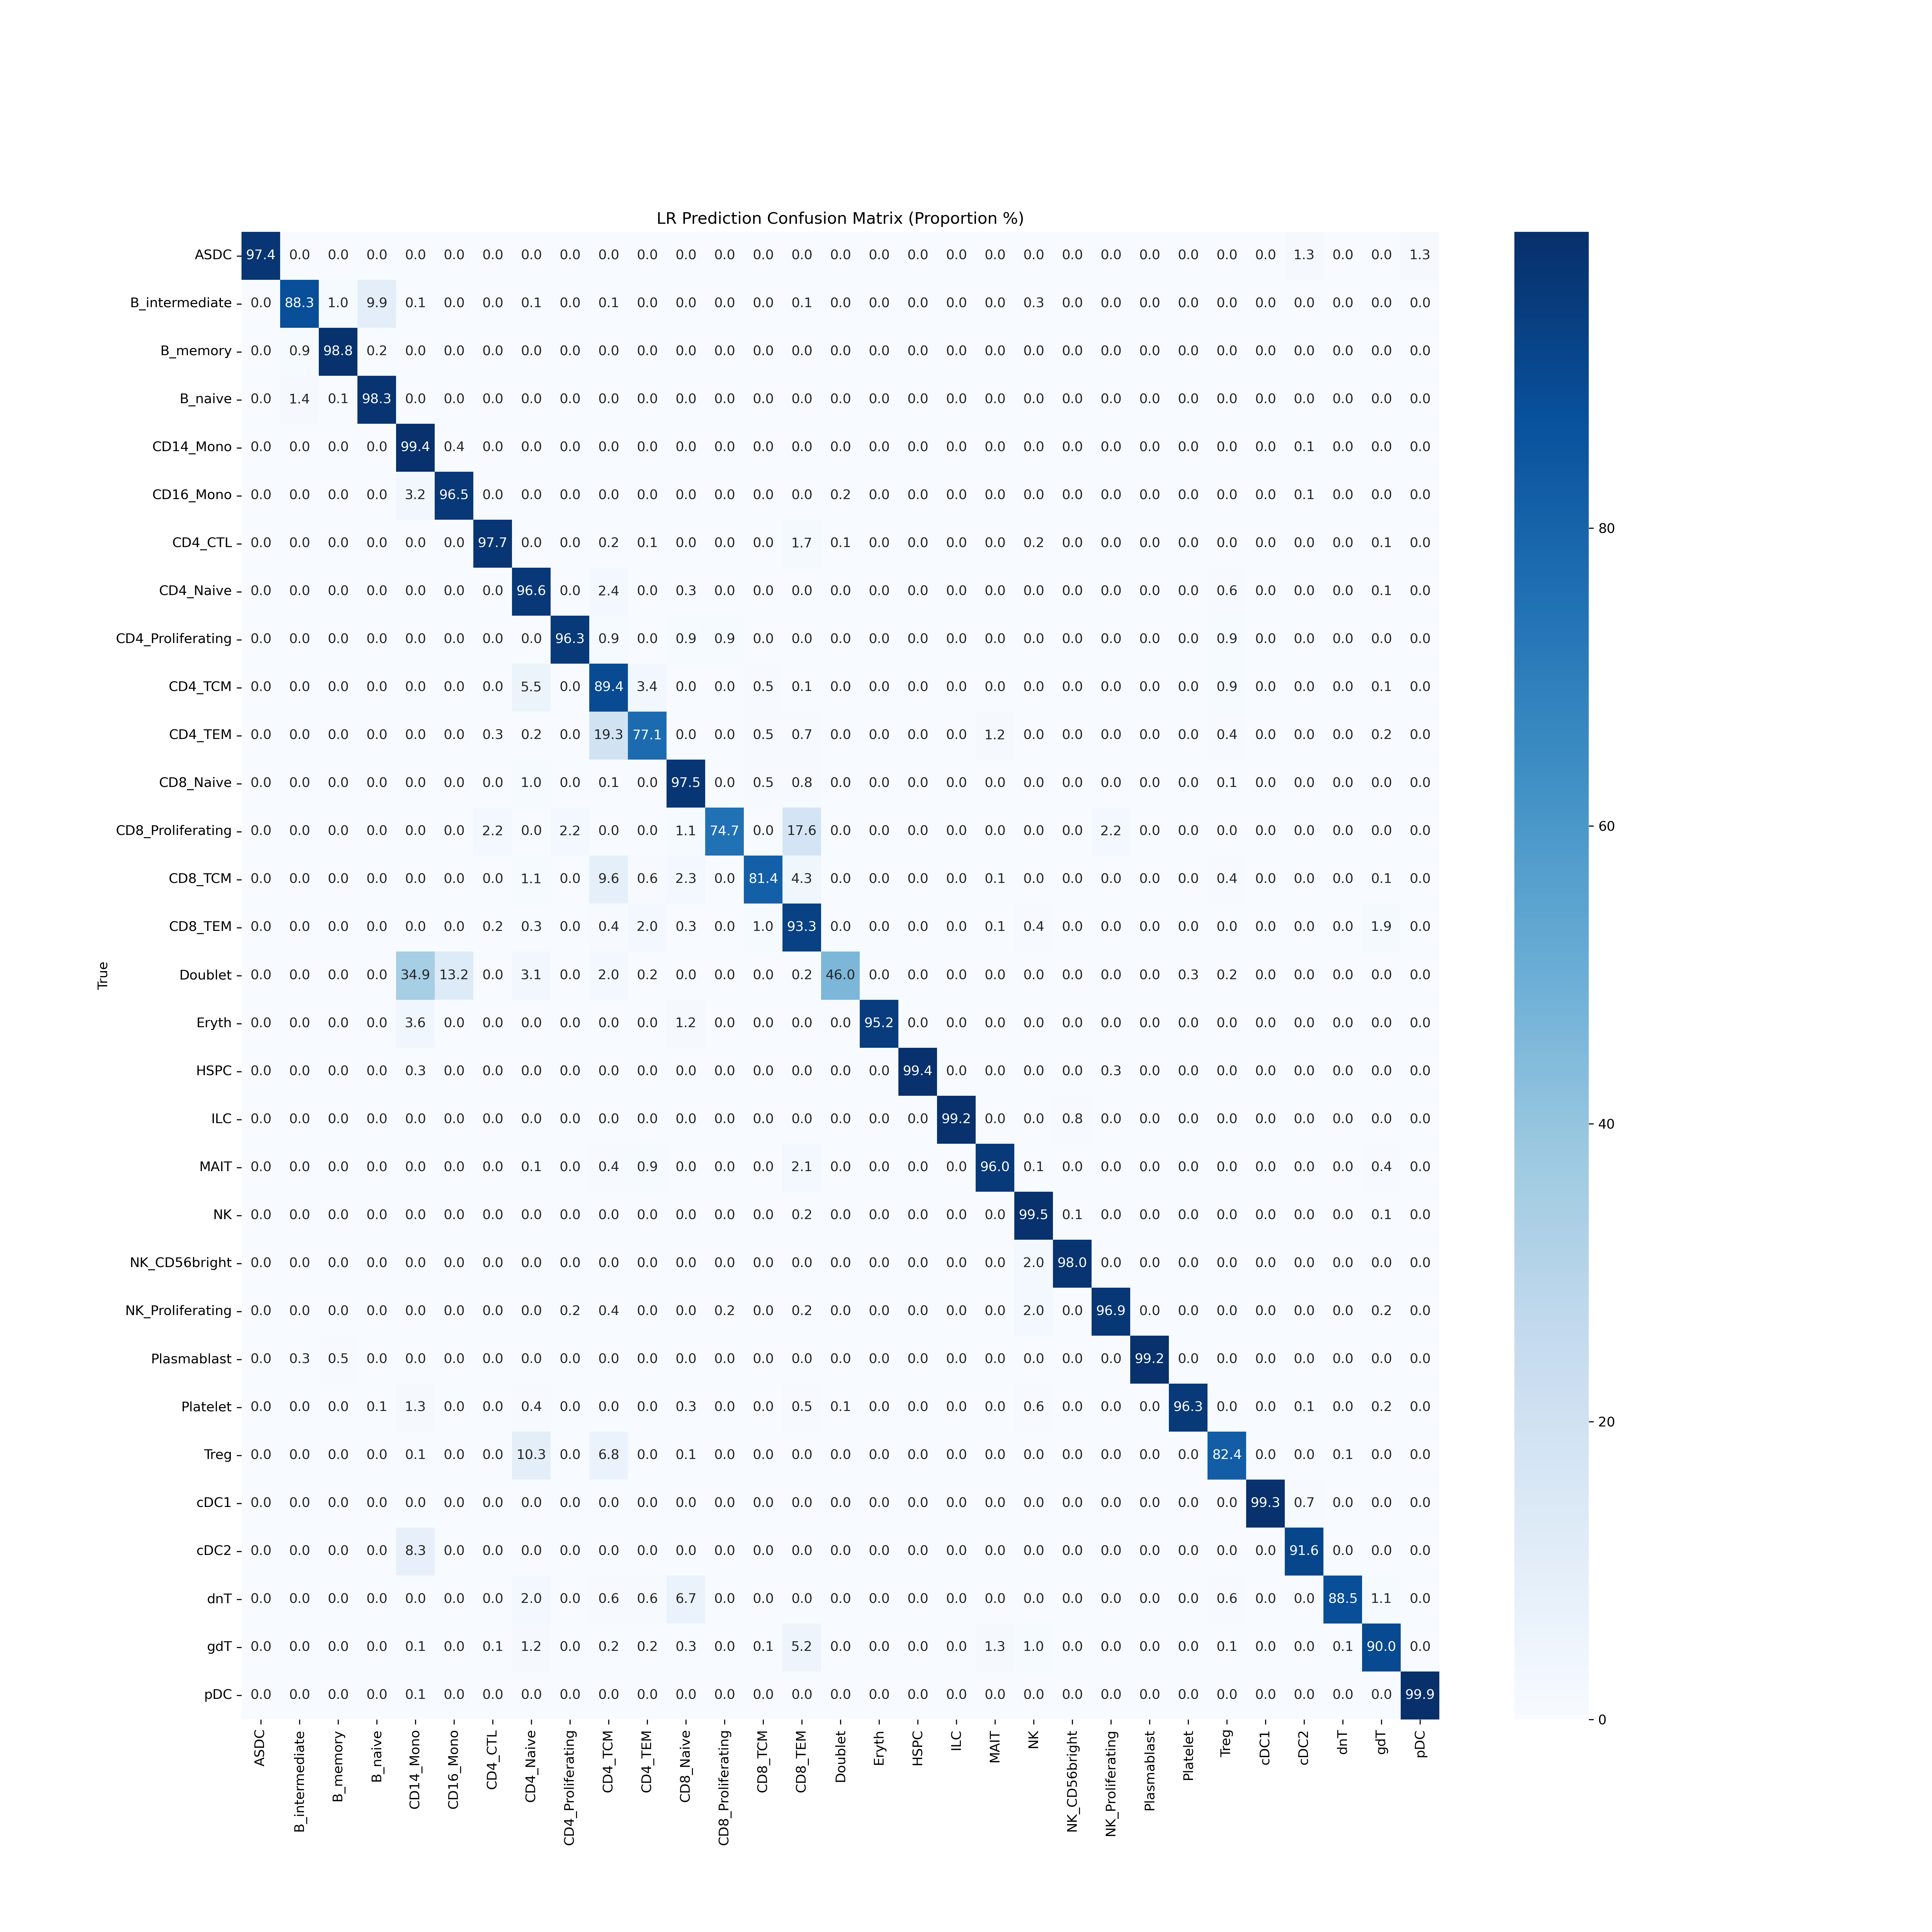 LR Prediction Confusion Matrix (Proportion %)
ASDC 97.4 0.0 0.0 0.0 0.0 0.0 0.0 0.0 0.0 0.0 0.0 0.0 0.0 0.0 0.0 0.0 0.0 0.0 0.0 0.0 0.0 0.0 0.0 0.0 0.0 0.0 0.0 1.3 0.0 0.0 1.3
B_intermediate 0.0 88.3 1.0 9.9 0.1 0.0 0.0 0.1 0.0 0.1 0.0 0.0 0.0 0.0 0.1 0.0 0.0 0.0 0.0 0.0 0.3 0.0 0.0 0.0 0.0 0.0 0.0 0.0 0.0 0.0 0.0
B_memory 0.0 0.9 98.8 0.2 0.0 0.0 0.0 0.0 0.0 0.0 0.0 0.0 0.0 0.0 0.0 0.0 0.0 0.0 0.0 0.0 0.0 0.0 0.0 0.0 0.0 0.0 0.0 0.0 0.0 0.0 0.0
B_naive 0.0 1.4 0.1 98.3 0.0 0.0 0.0 0.0 0.0 0.0 0.0 0.0 0.0 0.0 0.0 0.0 0.0 0.0 0.0 0.0 0.0 0.0 0.0 0.0 0.0 0.0 0.0 0.0 0.0 0.0 0.0
CD14_Mono 0.0 0.0 0.0 0.0 99.4 0.4 0.0 0.0 0.0 0.0 0.0 0.0 0.0 0.0 0.0 0.0 0.0 0.0 0.0 0.0 0.0 0.0 0.0 0.0 0.0 0.0 0.0 0.1 0.0 0.0 0.0
CD16_Mono 0.0 0.0 0.0 0.0 3.2 96.5 0.0 0.0 0.0 0.0 0.0 0.0 0.0 0.0 0.0 0.2 0.0 0.0 0.0 0.0 0.0 0.0 0.0 0.0 0.0 0.0 0.0 0.1 0.0 0.0 0.0
CD4_CTL 0.0 0.0 0.0 0.0 0.0 0.0 97.7 0.0 0.0 0.2 0.1 0.0 0.0 0.0 1.7 0.1 0.0 0.0 0.0 0.0 0.2 0.0 0.0 0.0 0.0 0.0 0.0 0.0 0.0 0.1 0.0
80
CD4_Naive 0.0 0.0 0.0 0.0 0.0 0.0 0.0 96.6 0.0 2.4 0.0 0.3 0.0 0.0 0.0 0.0 0.0 0.0 0.0 0.0 0.0 0.0 0.0 0.0 0.0 0.6 0.0 0.0 0.0 0.1 0.0
CD4_Proliferating 0.0 0.0 0.0 0.0 0.0 0.0 0.0 0.0 96.3 0.9 0.0 0.9 0.9 0.0 0.0 0.0 0.0 0.0 0.0 0.0 0.0 0.0 0.0 0.0 0.0 0.9 0.0 0.0 0.0 0.0 0.0
CD4_TCM 0.0 0.0 0.0 0.0 0.0 0.0 0.0 5.5 0.0 89.4 3.4 0.0 0.0 0.5 0.1 0.0 0.0 0.0 0.0 0.0 0.0 0.0 0.0 0.0 0.0 0.9 0.0 0.0 0.0 0.1 0.0
CD4_TEM 0.0 0.0 0.0 0.0 0.0 0.0 0.3 0.2 0.0 19.3 77.1 0.0 0.0 0.5 0.7 0.0 0.0 0.0 0.0 1.2 0.0 0.0 0.0 0.0 0.0 0.4 0.0 0.0 0.0 0.2 0.0
CD8_Naive 0.0 0.0 0.0 0.0 0.0 0.0 0.0 1.0 0.0 0.1 0.0 97.5 0.0 0.5 0.8 0.0 0.0 0.0 0.0 0.0 0.0 0.0 0.0 0.0 0.0 0.1 0.0 0.0 0.0 0.0 0.0
CD8_Proliferating 0.0 0.0 0.0 0.0 0.0 0.0 2.2 0.0 2.2 0.0 0.0 1.1 74.7 0.0 17.6 0.0 0.0 0.0 0.0 0.0 0.0 0.0 2.2 0.0 0.0 0.0 0.0 0.0 0.0 0.0 0.0
60
CD8_TCM 0.0 0.0 0.0 0.0 0.0 0.0 0.0 1.1 0.0 9.6 0.6 2.3 0.0 81.4 4.3 0.0 0.0 0.0 0.0 0.1 0.0 0.0 0.0 0.0 0.0 0.4 0.0 0.0 0.0 0.1 0.0
CD8_TEM 0.0 0.0 0.0 0.0 0.0 0.0 0.2 0.3 0.0 0.4 2.0 0.3 0.0 1.0 93.3 0.0 0.0 0.0 0.0 0.1 0.4 0.0 0.0 0.0 0.0 0.0 0.0 0.0 0.0 1.9 0.0
True
Doublet 0.0 0.0 0.0 0.0 34.9 13.2 0.0 3.1 0.0 2.0 0.2 0.0 0.0 0.0 0.2 46.0 0.0 0.0 0.0 0.0 0.0 0.0 0.0 0.0 0.3 0.2 0.0 0.0 0.0 0.0 0.0
Eryth 0.0 0.0 0.0 0.0 3.6 0.0 0.0 0.0 0.0 0.0 0.0 1.2 0.0 0.0 0.0 0.0 95.2 0.0 0.0 0.0 0.0 0.0 0.0 0.0 0.0 0.0 0.0 0.0 0.0 0.0 0.0
HSPC 0.0 0.0 0.0 0.0 0.3 0.0 0.0 0.0 0.0 0.0 0.0 0.0 0.0 0.0 0.0 0.0 0.0 99.4 0.0 0.0 0.0 0.0 0.3 0.0 0.0 0.0 0.0 0.0 0.0 0.0 0.0
ILC 0.0 0.0 0.0 0.0 0.0 0.0 0.0 0.0 0.0 0.0 0.0 0.0 0.0 0.0 0.0 0.0 0.0 0.0 99.2 0.0 0.0 0.8 0.0 0.0 0.0 0.0 0.0 0.0 0.0 0.0 0.0
40
MAIT 0.0 0.0 0.0 0.0 0.0 0.0 0.0 0.1 0.0 0.4 0.9 0.0 0.0 0.0 2.1 0.0 0.0 0.0 0.0 96.0 0.1 0.0 0.0 0.0 0.0 0.0 0.0 0.0 0.0 0.4 0.0
NK 0.0 0.0 0.0 0.0 0.0 0.0 0.0 0.0 0.0 0.0 0.0 0.0 0.0 0.0 0.2 0.0 0.0 0.0 0.0 0.0 99.5 0.1 0.0 0.0 0.0 0.0 0.0 0.0 0.0 0.1 0.0
NK_CD56bright 0.0 0.0 0.0 0.0 0.0 0.0 0.0 0.0 0.0 0.0 0.0 0.0 0.0 0.0 0.0 0.0 0.0 0.0 0.0 0.0 2.0 98.0 0.0 0.0 0.0 0.0 0.0 0.0 0.0 0.0 0.0
NK_Proliferating 0.0 0.0 0.0 0.0 0.0 0.0 0.0 0.0 0.2 0.4 0.0 0.0 0.2 0.0 0.2 0.0 0.0 0.0 0.0 0.0 2.0 0.0 96.9 0.0 0.0 0.0 0.0 0.0 0.0 0.2 0.0
Plasmablast 0.0 0.3 0.5 0.0 0.0 0.0 0.0 0.0 0.0 0.0 0.0 0.0 0.0 0.0 0.0 0.0 0.0 0.0 0.0 0.0 0.0 0.0 0.0 99.2 0.0 0.0 0.0 0.0 0.0 0.0 0.0
Platelet 0.0 0.0 0.0 0.1 1.3 0.0 0.0 0.4 0.0 0.0 0.0 0.3 0.0 0.0 0.5 0.1 0.0 0.0 0.0 0.0 0.6 0.0 0.0 0.0 96.3 0.0 0.0 0.1 0.0 0.2 0.0
20
Treg 0.0 0.0 0.0 0.0 0.1 0.0 0.0 10.3 0.0 6.8 0.0 0.1 0.0 0.0 0.0 0.0 0.0 0.0 0.0 0.0 0.0 0.0 0.0 0.0 0.0 82.4 0.0 0.0 0.1 0.0 0.0
cDC1 0.0 0.0 0.0 0.0 0.0 0.0 0.0 0.0 0.0 0.0 0.0 0.0 0.0 0.0 0.0 0.0 0.0 0.0 0.0 0.0 0.0 0.0 0.0 0.0 0.0 0.0 99.3 0.7 0.0 0.0 0.0
cDC2 0.0 0.0 0.0 0.0 8.3 0.0 0.0 0.0 0.0 0.0 0.0 0.0 0.0 0.0 0.0 0.0 0.0 0.0 0.0 0.0 0.0 0.0 0.0 0.0 0.0 0.0 0.0 91.6 0.0 0.0 0.0
dnT 0.0 0.0 0.0 0.0 0.0 0.0 0.0 2.0 0.0 0.6 0.6 6.7 0.0 0.0 0.0 0.0 0.0 0.0 0.0 0.0 0.0 0.0 0.0 0.0 0.0 0.6 0.0 0.0 88.5 1.1 0.0
gdT 0.0 0.0 0.0 0.0 0.1 0.0 0.1 1.2 0.0 0.2 0.2 0.3 0.0 0.1 5.2 0.0 0.0 0.0 0.0 1.3 1.0 0.0 0.0 0.0 0.0 0.1 0.0 0.0 0.1 90.0 0.0
pDC 0.0 0.0 0.0 0.0 0.1 0.0 0.0 0.0 0.0 0.0 0.0 0.0 0.0 0.0 0.0 0.0 0.0 0.0 0.0 0.0 0.0 0.0 0.0 0.0 0.0 0.0 0.0 0.0 0.0 0.0 99.9
0
ASDC B_intermediate B_memory B_naive CD14_Mono CD16_Mono CD4_CTL CD4_Naive CD4_Proliferating CD4_TCM CD4_TEM CD8_Naive CD8_Proliferating CD8_TCM CD8_TEM Doublet Eryth HSPC ILC MAIT NK NK_CD56bright NK_Proliferating Plasmablast Platelet Treg cDC1 cDC2 dnT gdT pDC